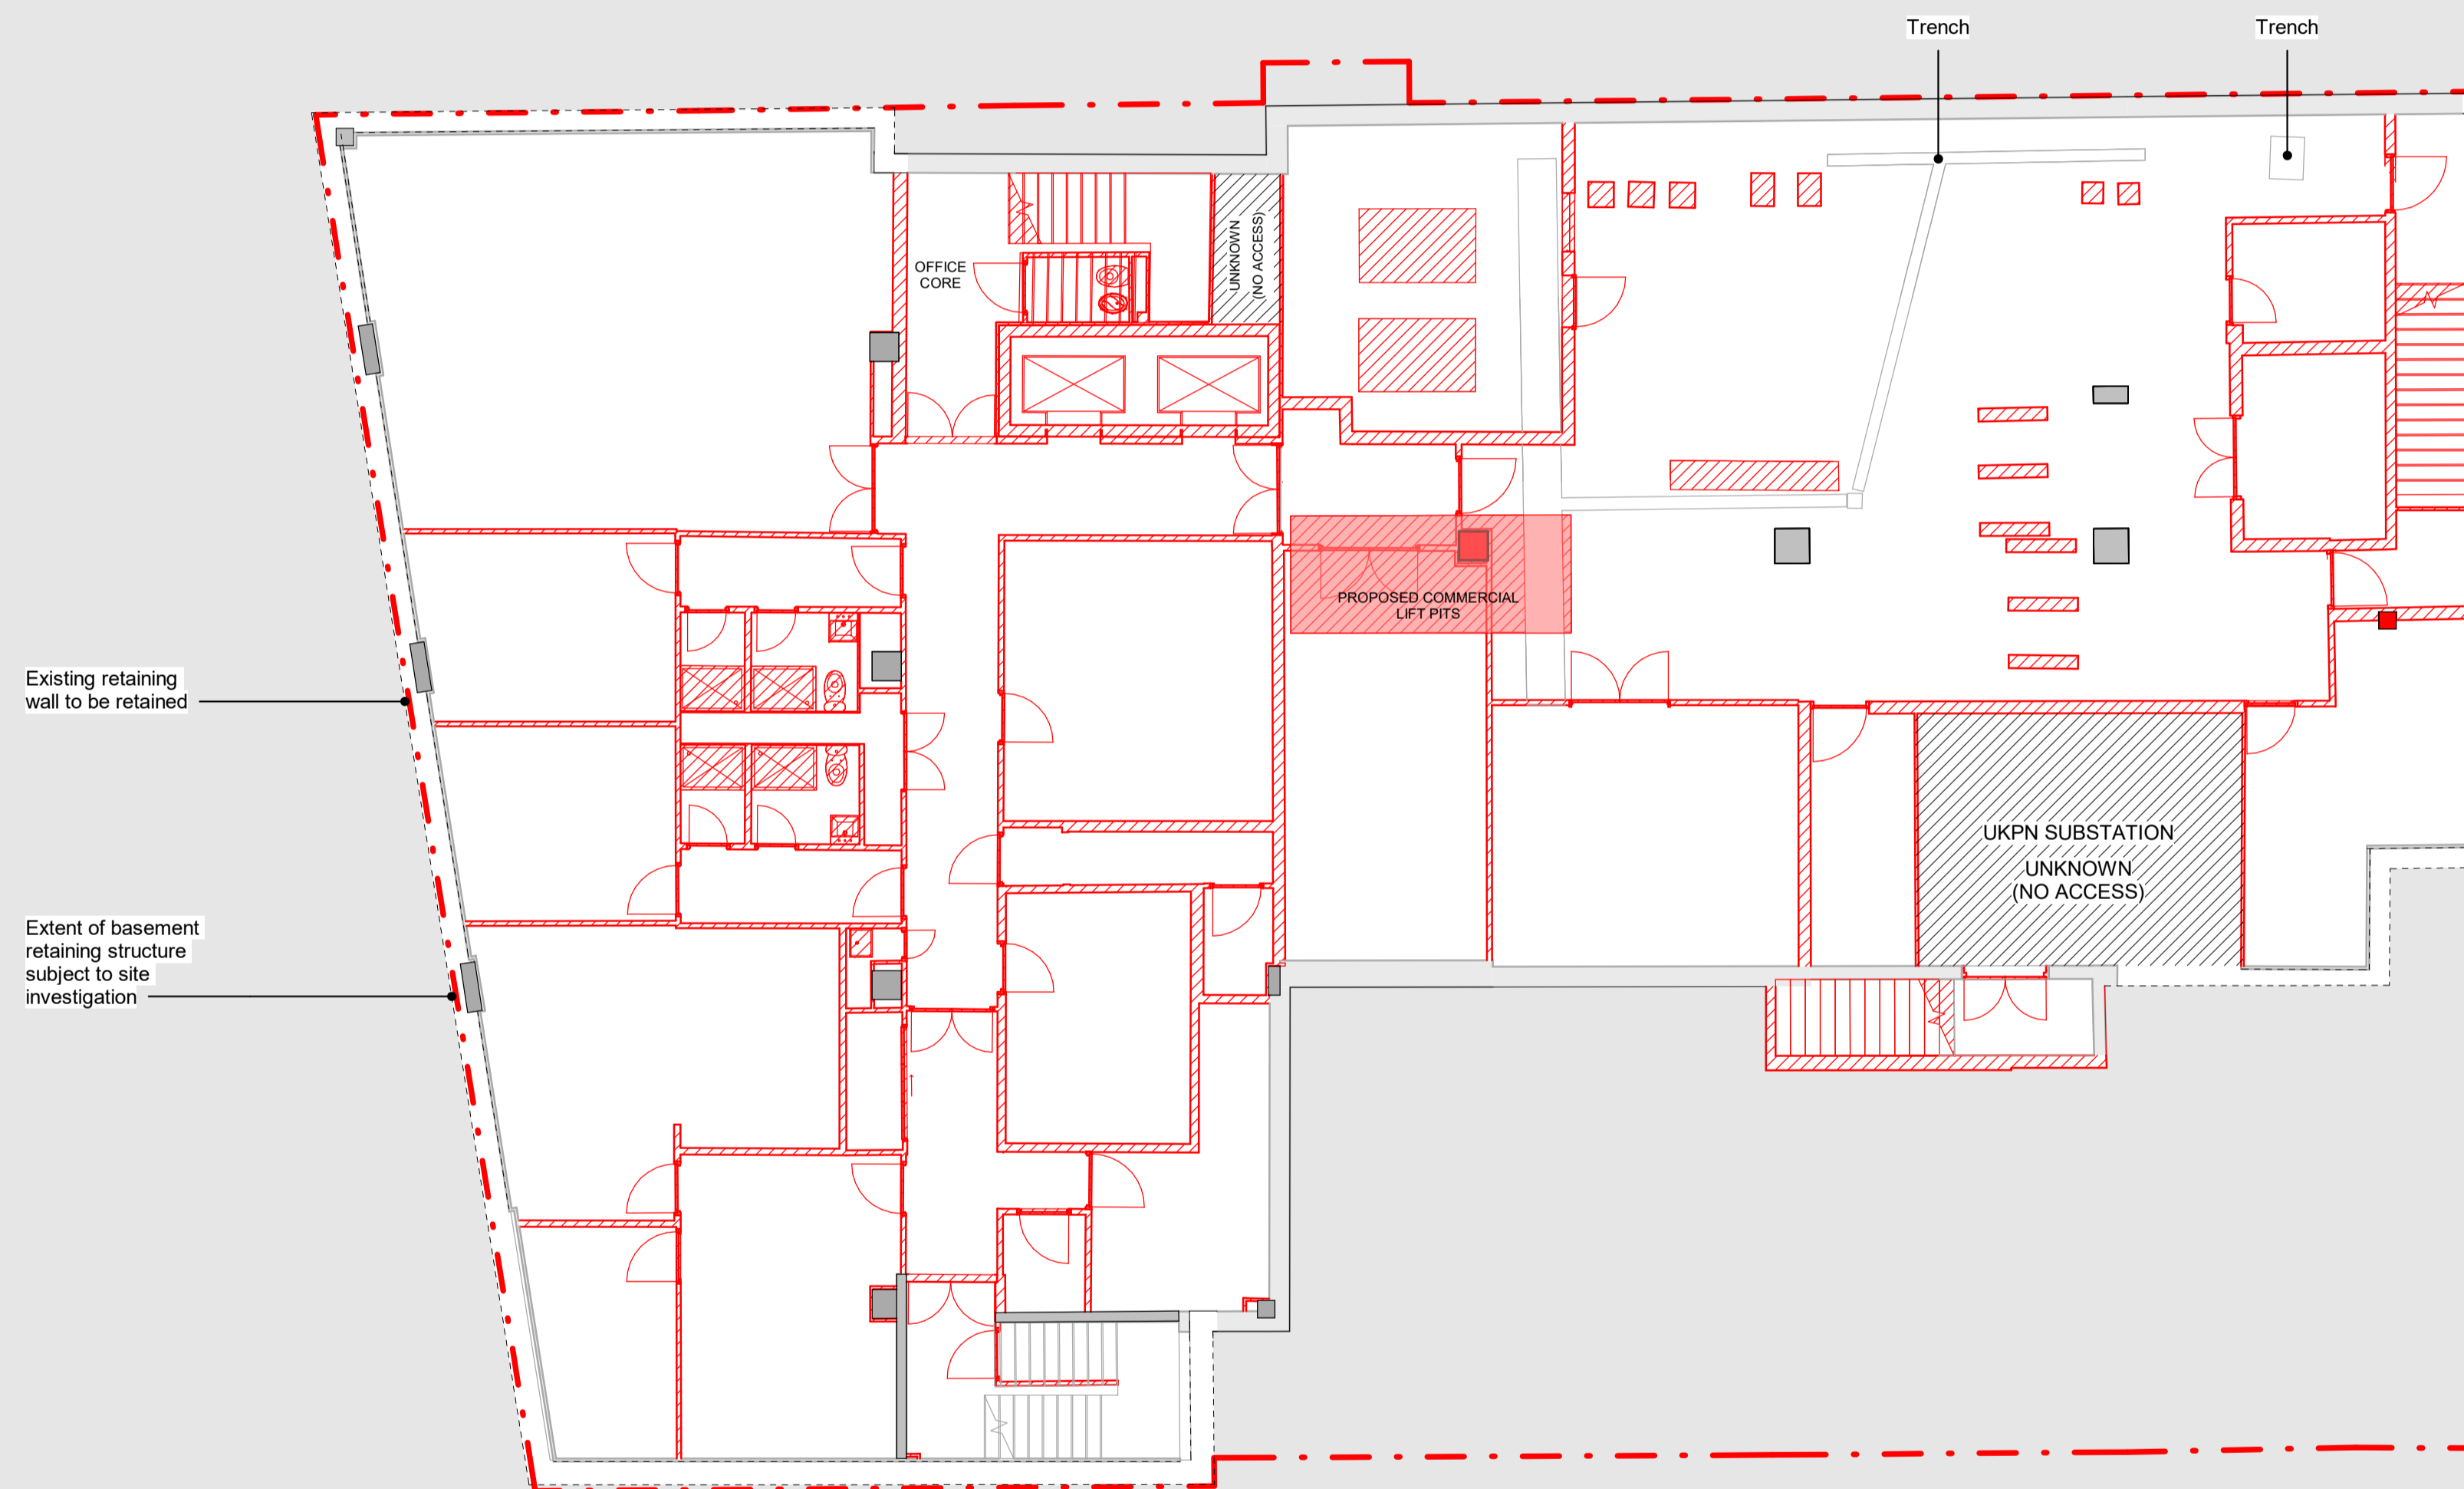 Trench
Trench
OFFICE
CORE
UNKNOWN
(NO ACCESS)
PROPOSED COMMERCIAL
LIFT PITS
Existing retaining
wall to be retained
UKPN SUBSTATION
UNKNOWN
(NO ACCESS)
Extent of basement
retaining structure
subject to site
investigation